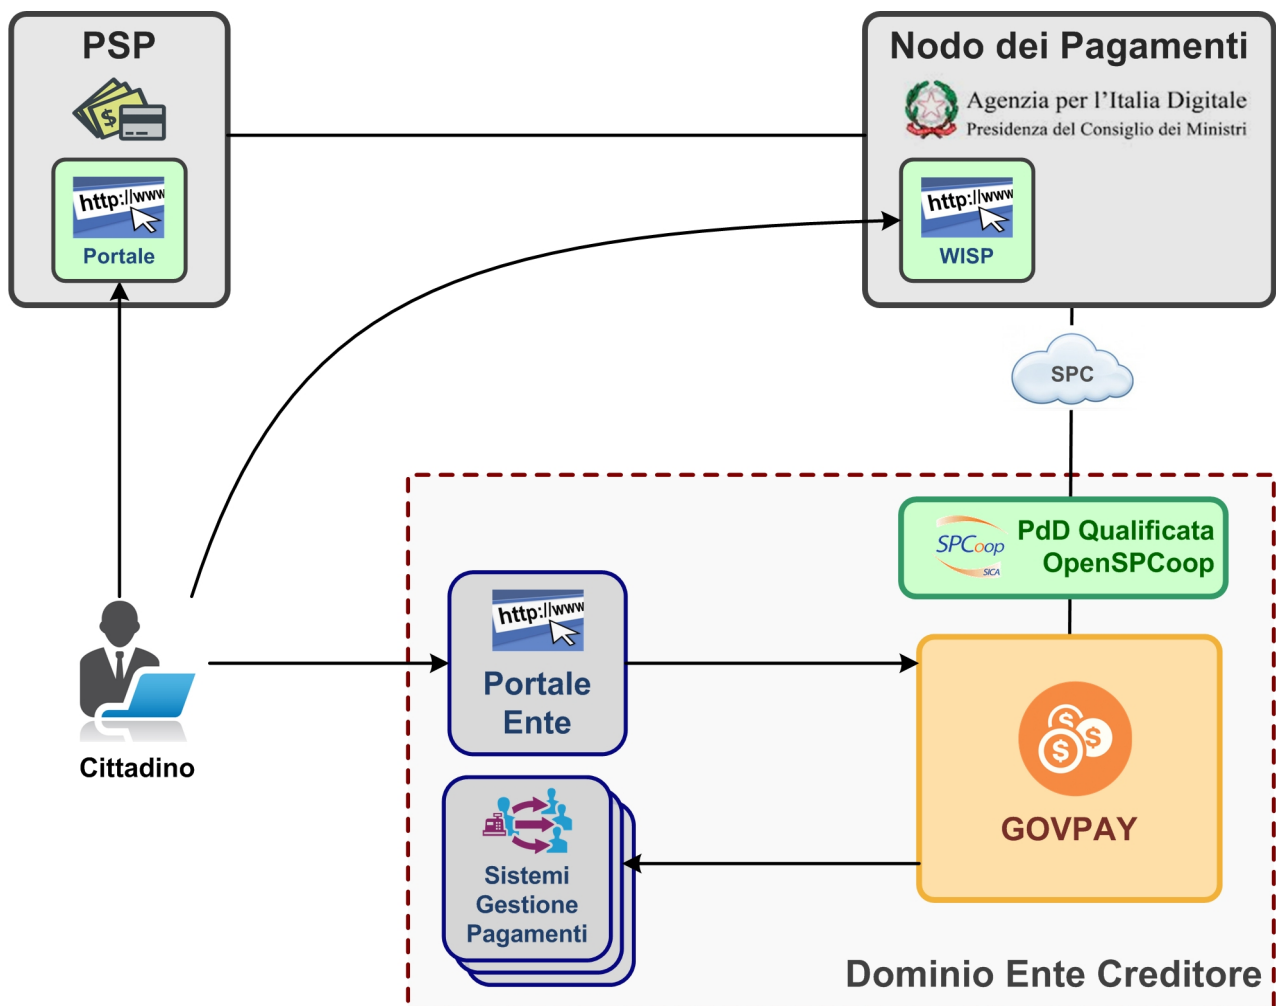 PSP
http://www
Portale
Nodo dei Pagamenti
Agenzia per l'Italia Digitale
Presidenza del Consiglio dei Ministri
http://www
WISP
SPC
SPCoop
SICA
PdD Qualificata
OpenSPCoop
http://www
Portale
Ente
Cittadino
GOVPAY
Sistemi
Gestione
Pagamenti
Dominio Ente Creditore